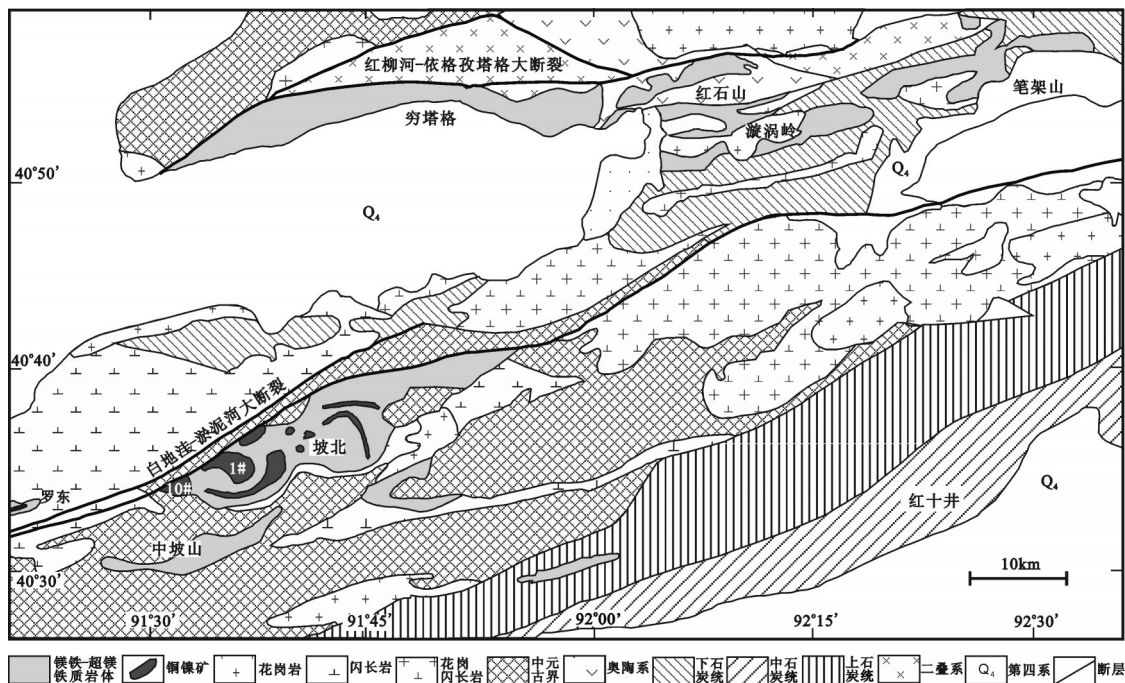 红柳河-依格孜塔格大断裂
笔架山
红石山
穷塔格
漩涡岭
40°50′
Q₄
Q₄
40°40′
白地洼-淤泥河大断裂
坡北
1#
10#
罗东
Q₄
红十井
中坡山
10km
40°30′
91°30′
91°45′
92°00′
92°15′
92°30′
镁铁-超镁铁质岩体
铜镍矿
花岗岩
闪长岩
花岗闪长岩
中元古界
奥陶系
下石炭统
中石炭统
上石炭统
二叠系
Q₄
第四系
断层